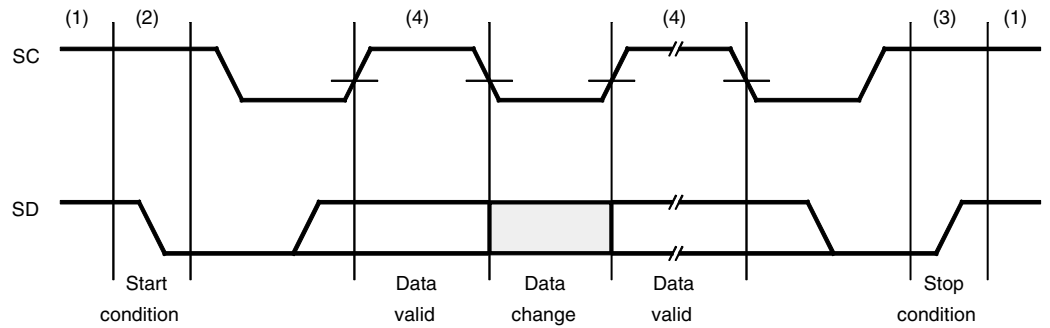 (1) (2) (4) (4) (3) (1)
SC
SD
Start condition
Data valid
Data change
Data valid
Stop condition